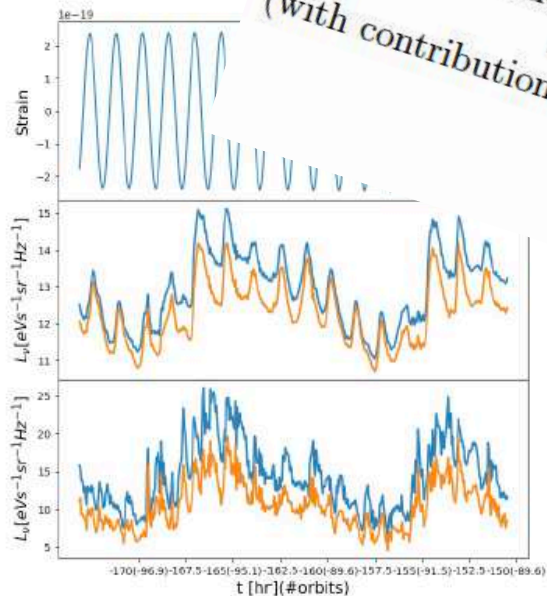 (with contribution
1e−19
2
1
0
−1
−2
Strain
15
14
13
12
11
Lν[eVs⁻¹sr⁻¹Hz⁻¹]
25
20
15
10
5
Lν[eVs⁻¹sr⁻¹Hz⁻¹]
-170(-96.9)-167.5-165(-95.1)-162.5-160(-89.6)-157.5-155(-91.5)-152.5-150(-89.6)
t [hr](#orbits)